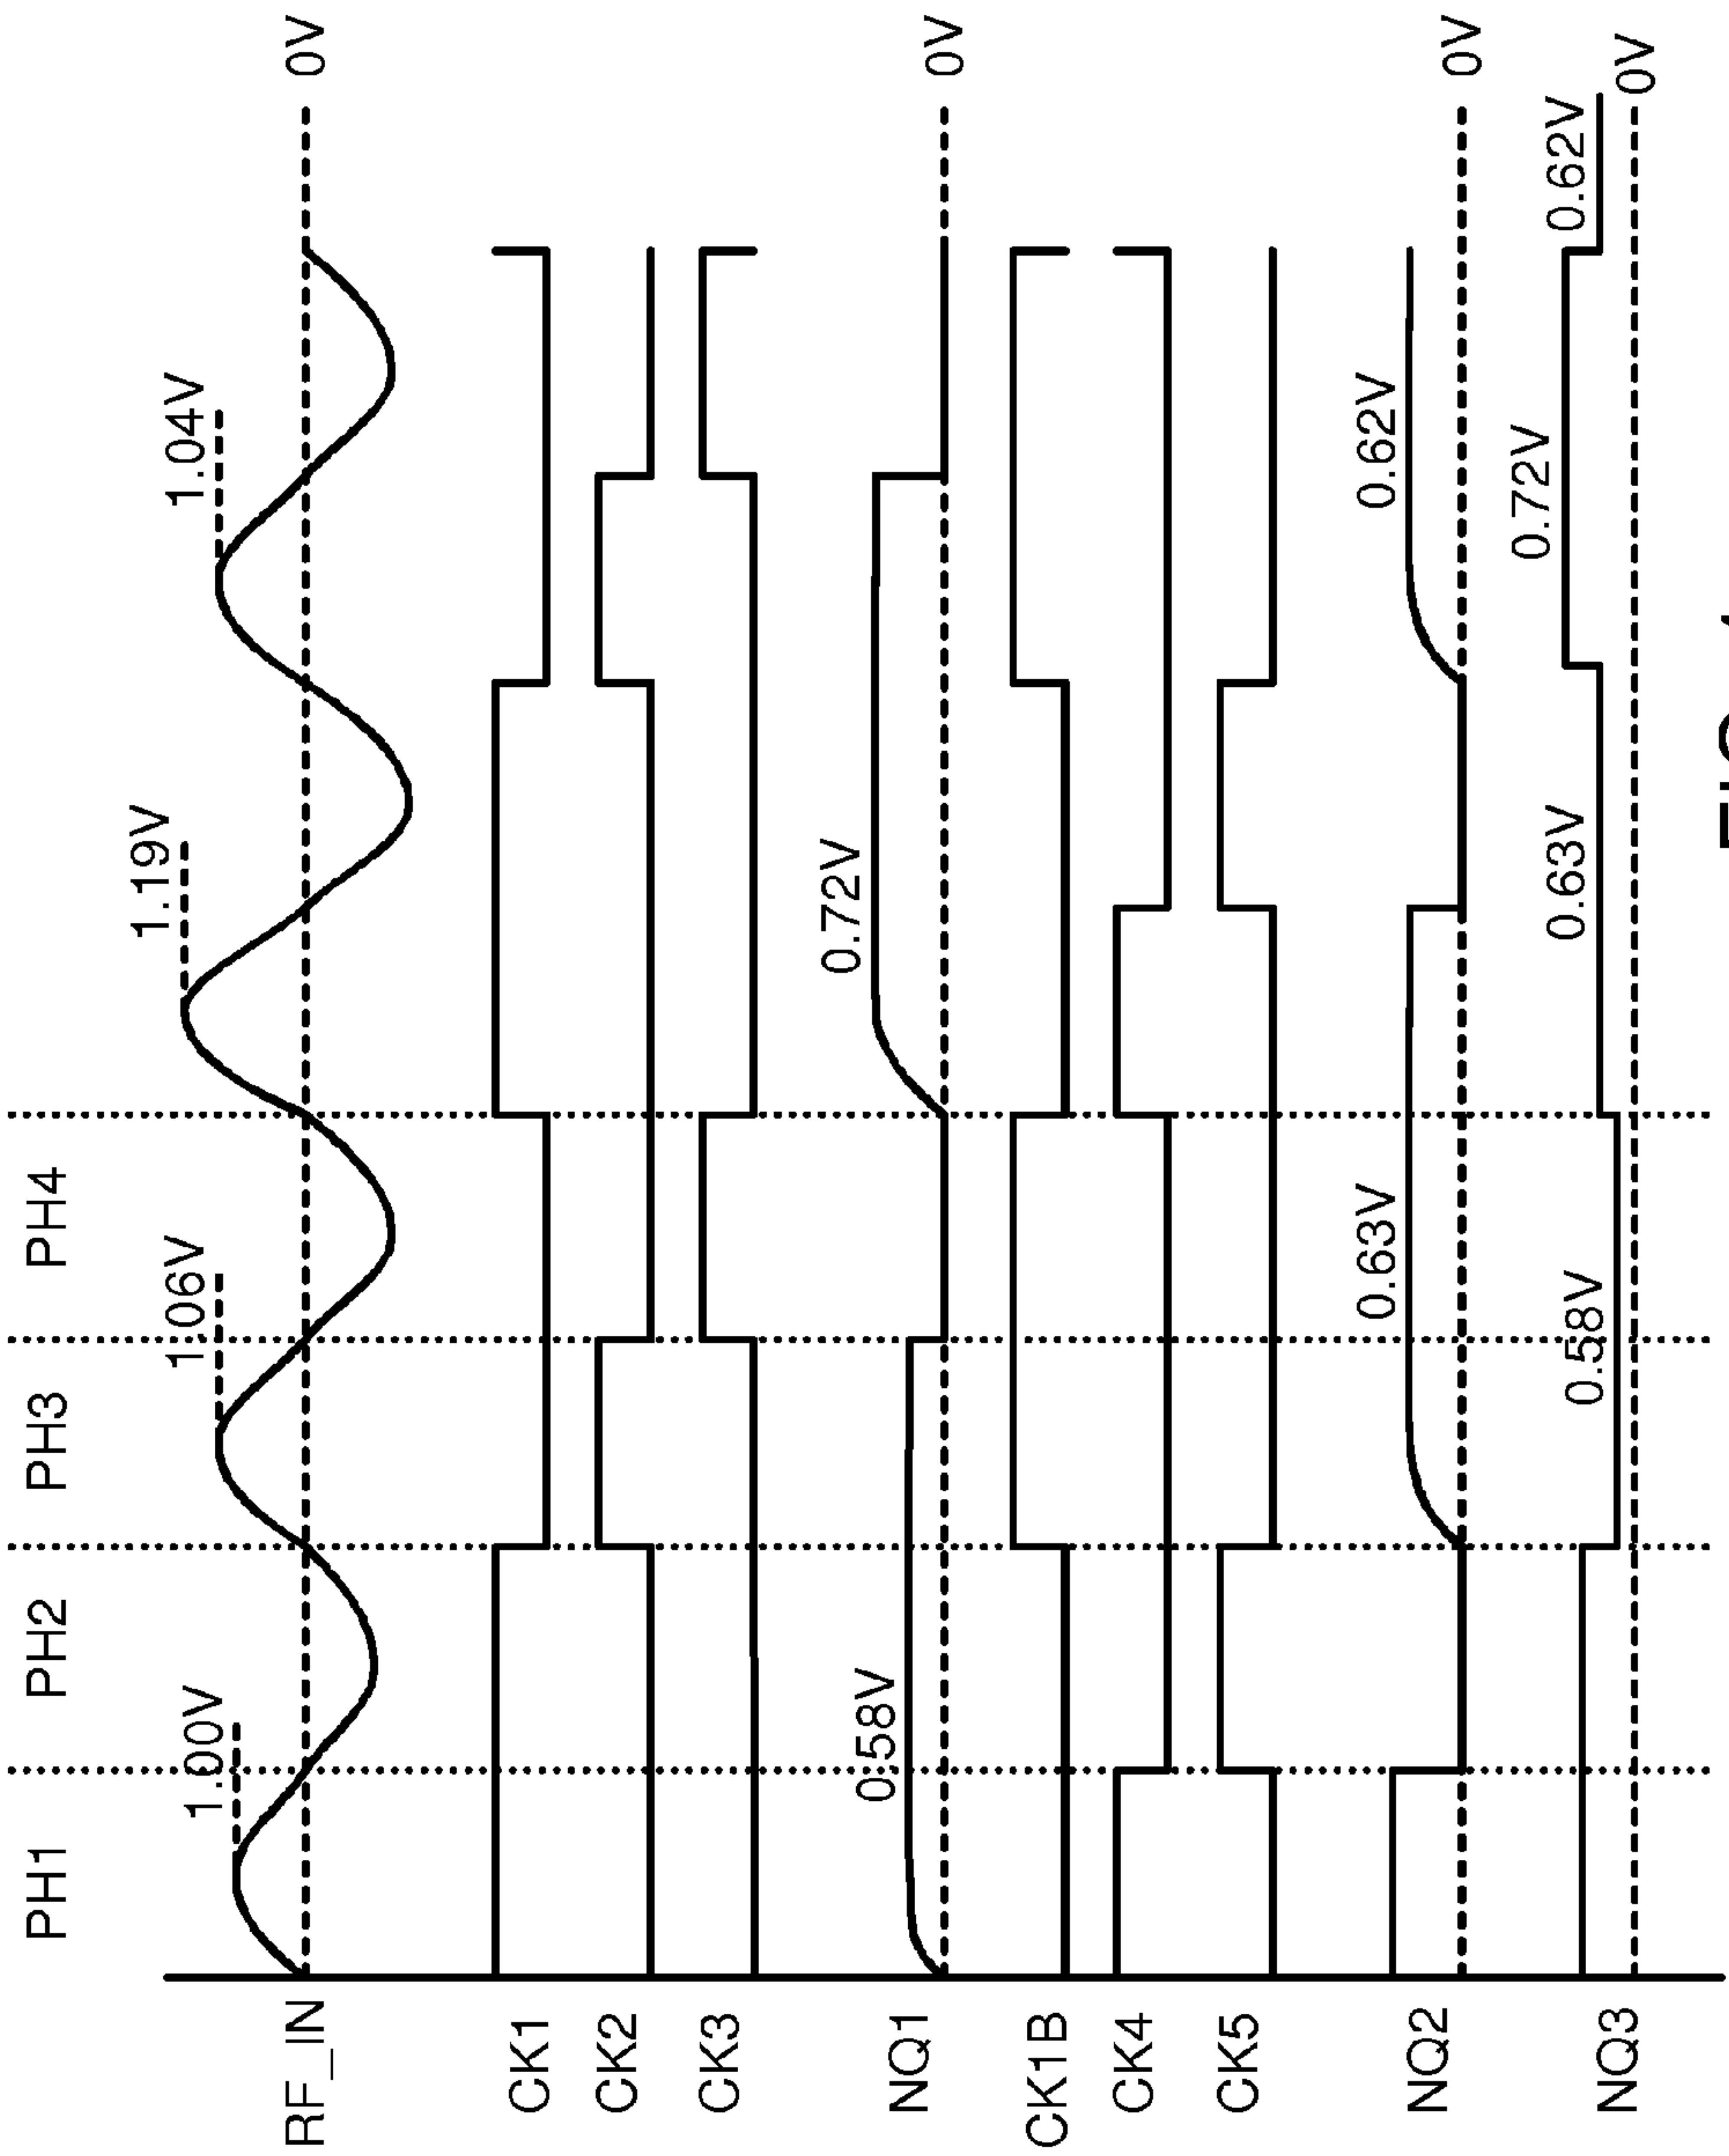 PH1 PH2 PH3 PH4
RF_IN 1.00V 1.06V 1.19V 1.04V 0V
CK1
CK2
CK3
NQ1 0.58V 0.72V 0V
CK1B
CK4
CK5
NQ2 0.63V 0.62V 0V
NQ3 0.58V 0.63V 0.72V 0.62V 0V